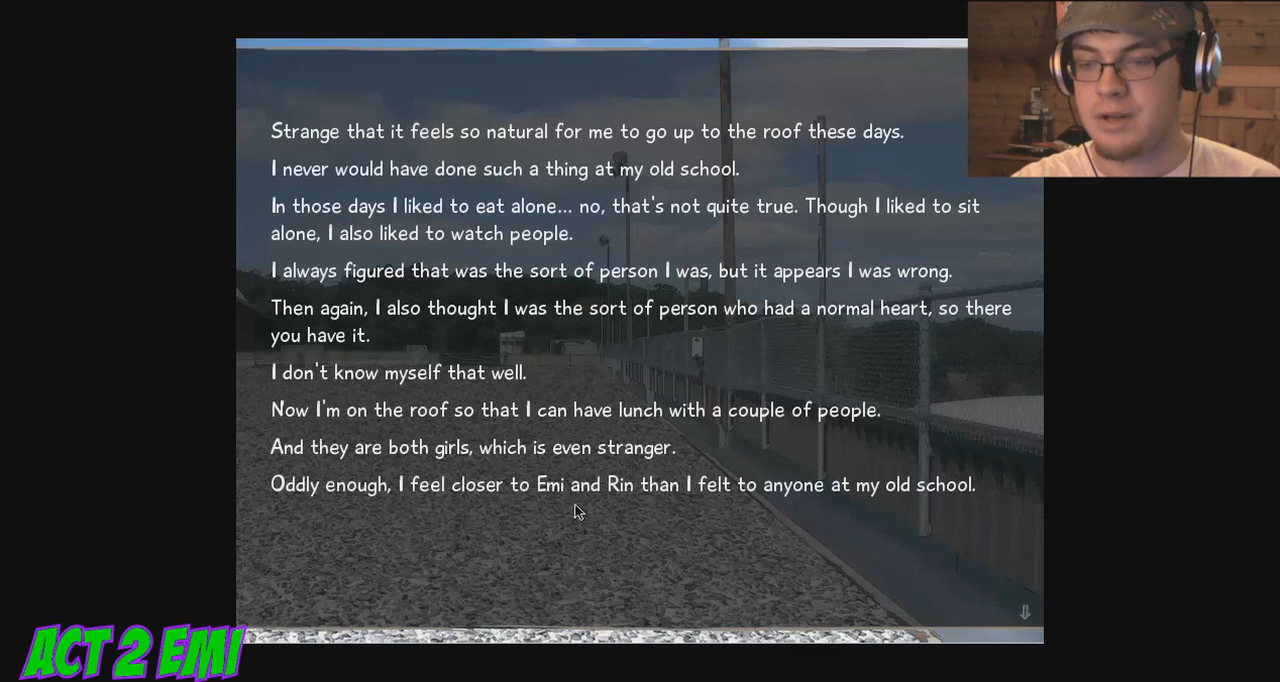 Strange that it feels so natural for me to go up to the roof these days.
I never would have done such a thing at my old school.
In those days I liked to eat alone... no, that's not quite true. Though I liked to sit
alone, I also liked to watch people.
I always figured that was the sort of person I was, but it appears I was wrong.
Then again, I also thought I was the sort of person who had a normal heart, so there
you have it.
I don't know myself that well.
Now I'm on the roof so that I can have lunch with a couple of people.
And they are both girls, which is even stranger.
Oddly enough, I feel closer to Emi and Rin than I felt to anyone at my old school.
ACT 2 EMI